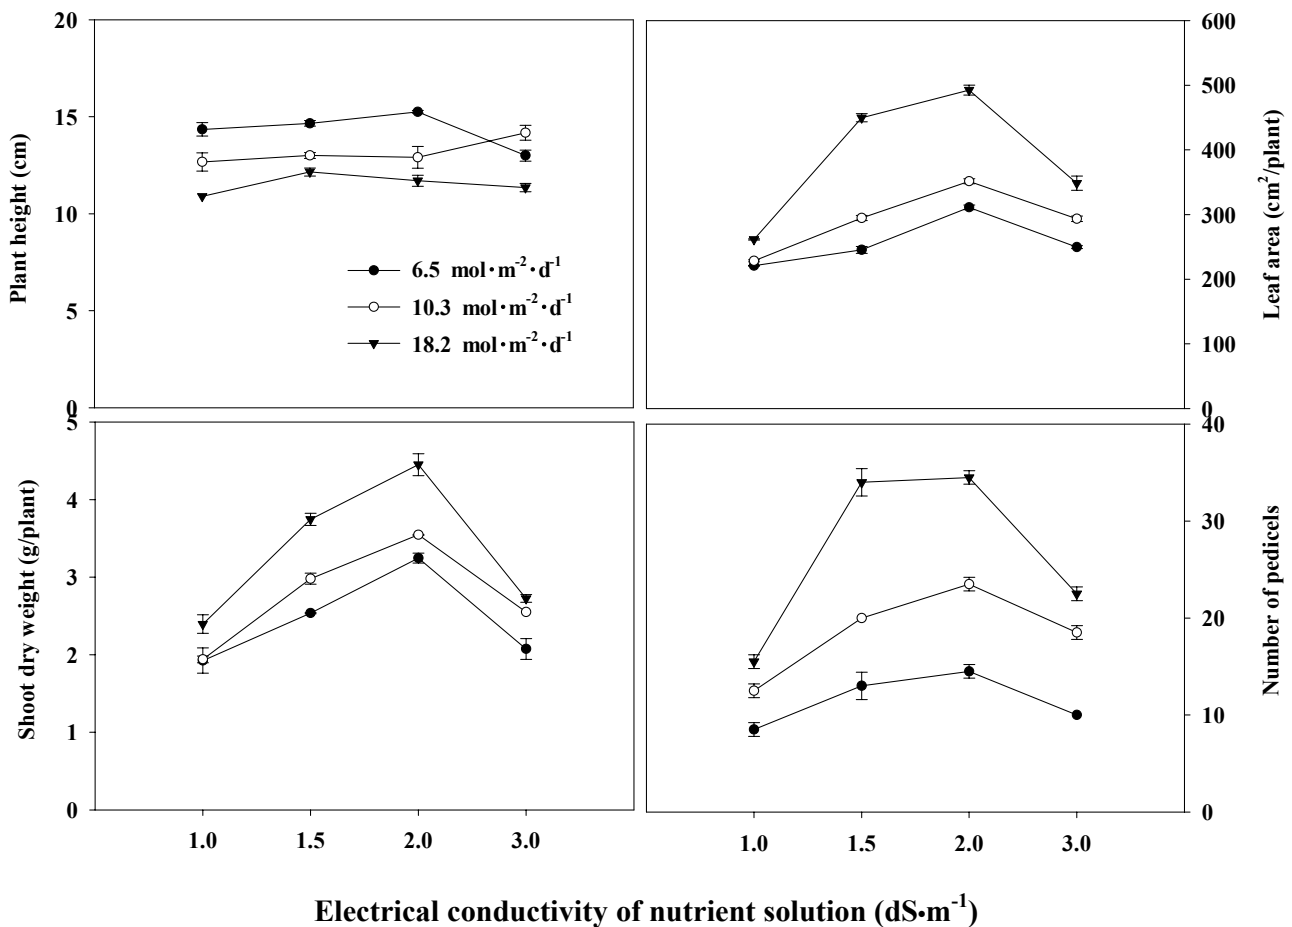 20
15
10
5
0
Plant height (cm)
6.5 mol·m⁻²·d⁻¹
10.3 mol·m⁻²·d⁻¹
18.2 mol·m⁻²·d⁻¹
600
500
400
300
200
100
0
Leaf area (cm²/plant)
5
4
3
2
1
0
Shoot dry weight (g/plant)
1.0 1.5 2.0 3.0
40
30
20
10
0
Number of pedicels
1.0 1.5 2.0 3.0
Electrical conductivity of nutrient solution (dS·m⁻¹)